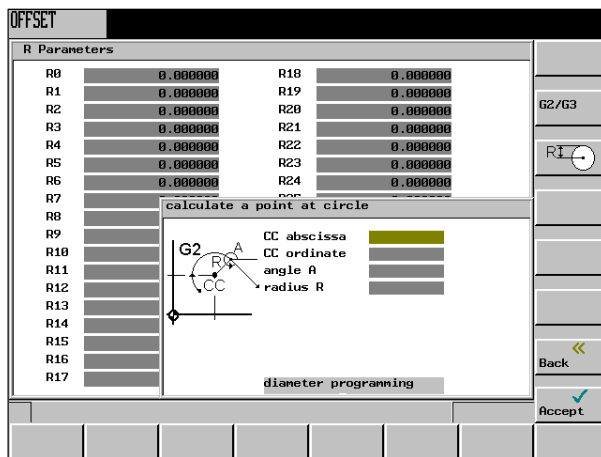 OFFSET
R Parameters
R0 0.000000 R18 0.000000
R1 0.000000 R19 0.000000
R2 0.000000 R20 0.000000
R3 0.000000 R21 0.000000
R4 0.000000 R22 0.000000
R5 0.000000 R23 0.000000
R6 0.000000 R24 0.000000
R7
R8
R9
R10
R11
R12
R13
R14
R15
R16
R17
calculate a point at circle
G2 A
R
CC
CC abscissa
CC ordinate
angle A
radius R
diameter programming
G2/G3
R
Back
Accept